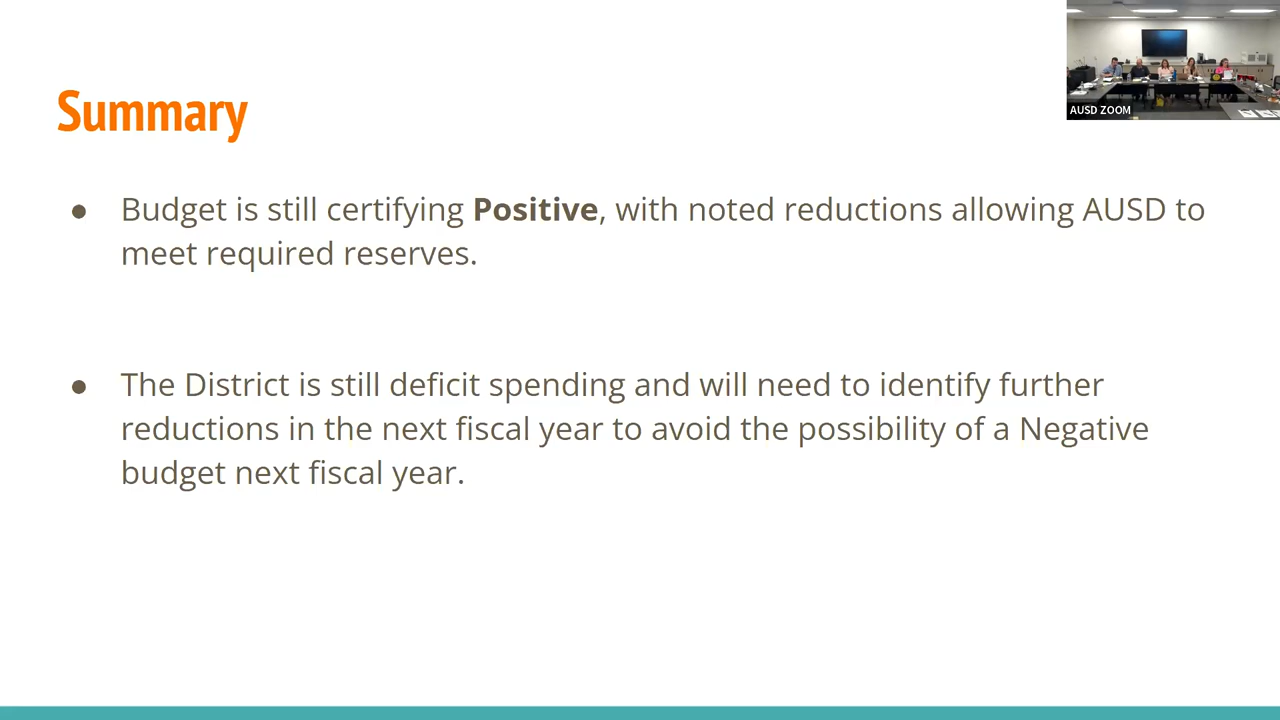 AUSD ZOOM
Summary
● Budget is still certifying Positive, with noted reductions allowing AUSD to
meet required reserves.
● The District is still deficit spending and will need to identify further
reductions in the next fiscal year to avoid the possibility of a Negative
budget next fiscal year.